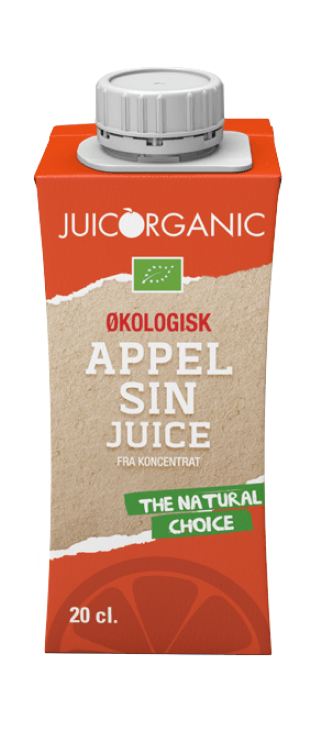 JUICORGANIC
ØKOLOGISK
APPEL
SIN
JUICE
FRA KONCENTRAT
THE NATURAL
CHOICE
20 cl.